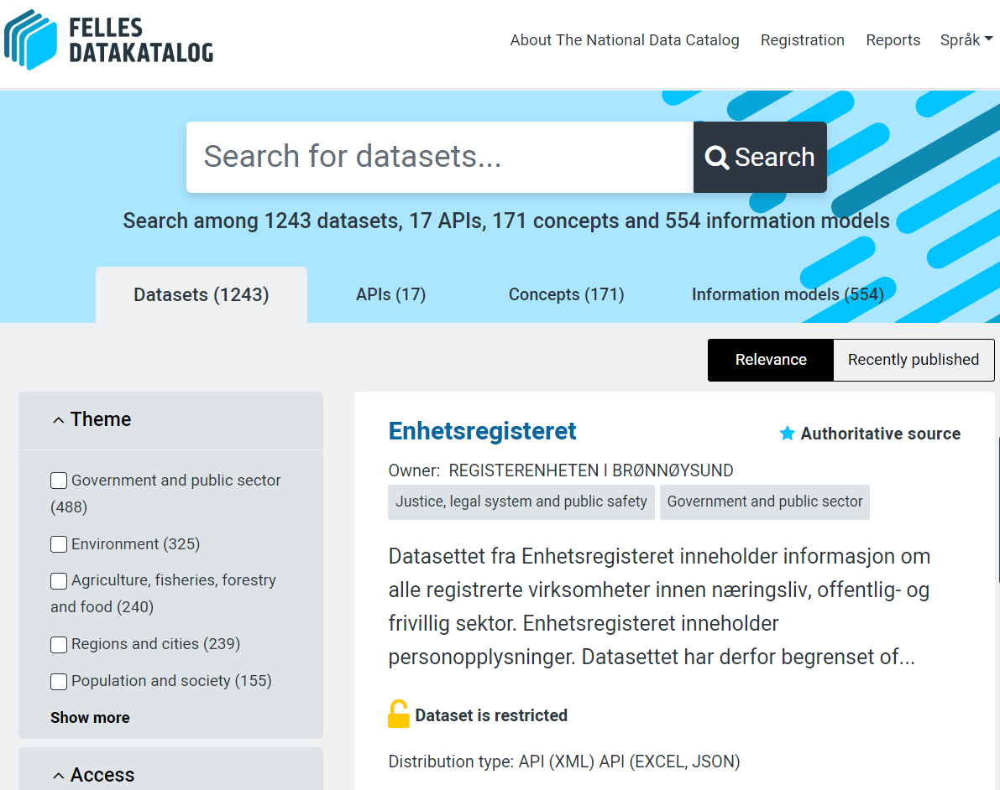 FELLES
DATAKATALOG
About The National Data Catalog Registration Reports Språk
Search for datasets...
Search
Search among 1243 datasets, 17 APIs, 171 concepts and 554 information models
Datasets (1243) APIs (17) Concepts (171) Information models (554)
Relevance Recently published
Theme
Government and public sector
(488)
Environment (325)
Agriculture, fisheries, forestry
and food (240)
Regions and cities (239)
Population and society (155)
Show more
Access
Enhetsregisteret
Authoritative source
Owner: REGISTERENHETEN I BRØNNØYSUND
Justice, legal system and public safety Government and public sector
Datasettet fra Enhetsregisteret inneholder informasjon om
alle registrerte virksomheter innen næringsliv, offentlig- og
frivillig sektor. Enhetsregisteret inneholder
personopplysninger. Datasettet har derfor begrenset of...
Dataset is restricted
Distribution type: API (XML) API (EXCEL, JSON)